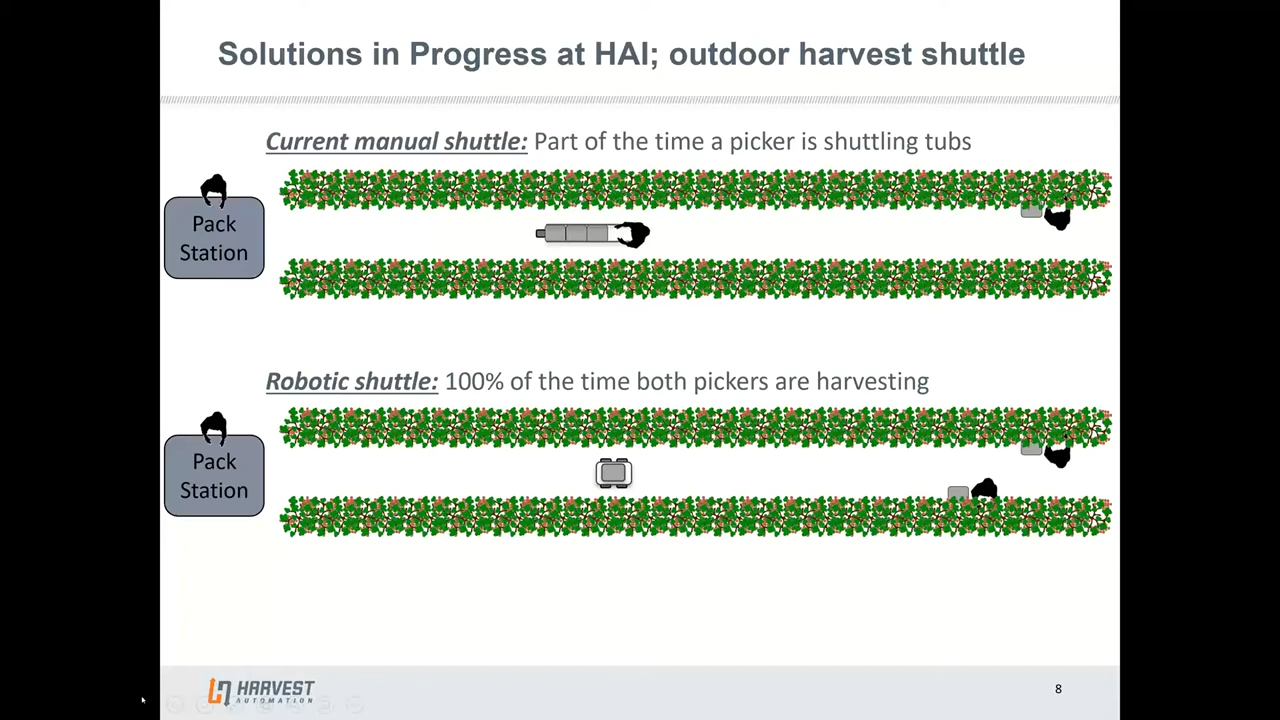 Solutions in Progress at HAI; outdoor harvest shuttle
Current manual shuttle: Part of the time a picker is shuttling tubs
Pack
Station
Robotic shuttle: 100% of the time both pickers are harvesting
Pack
Station
HARVEST
AUTOMATION
8